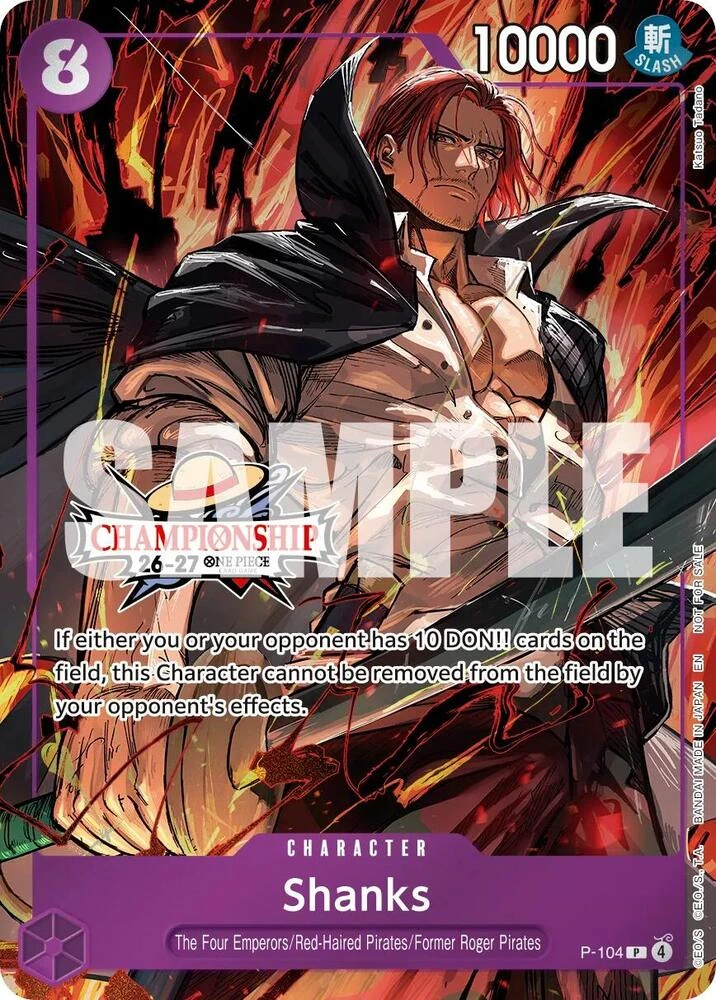 8
10000
斬
SLASH
Katsuo Tadano
SAMPLE
CHAMPIONSHIP
26-27 ONE PIECE
CARD GAME
If either you or your opponent has 10 DON!! cards on the
field, this Character cannot be removed from the field by
your opponent's effects.
©E.O./S ©E.O./S., T.A. BANDAI MADE IN JAPAN EN NOT FOR SALE
CHARACTER
Shanks
The Four Emperors/Red-Haired Pirates/Former Roger Pirates
P-104 P 4